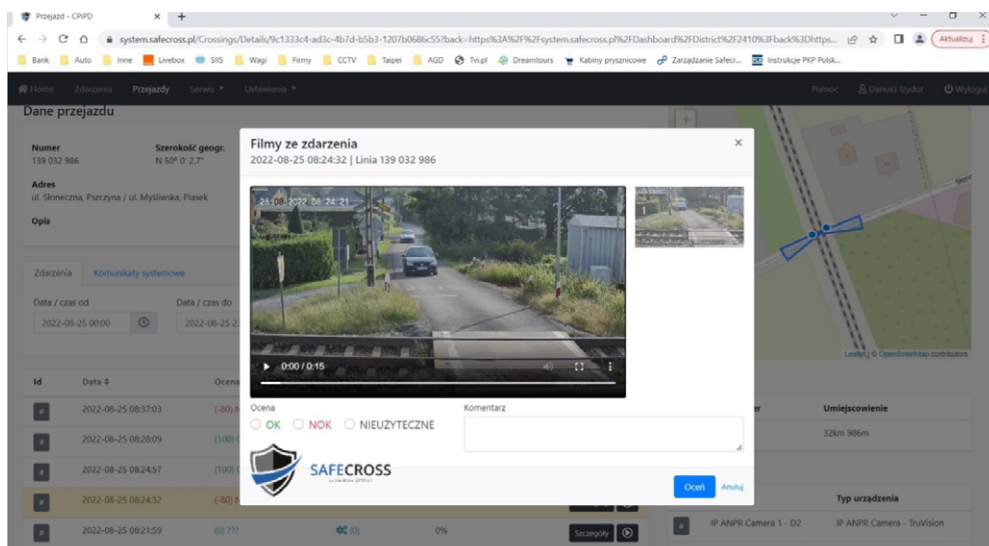 Przejazd - CPIPD
system.safecross.pl/Crossings/Details/9c1333c4-ad3c-4b7d-b5b3-1207b0686c55?back=https%3A%2F%2Fsystem.safecross.pl%2FDashboard%2FDistrict%2F2410%3Fback%3Dhttps...
Aktualizuj
Bank Auto Inne Livebox SIIS Wagi Firmy CCTV Taipei AGD Tvi.pl Dreamtours Kabiny prysznicowe Zarządzanie Safecr... Instrukcje PKP Polsk...
Home Zdarzenia Przejazdy Serwis Ustawienia Pomoc Dariusz Izydor Wyloguj
Dane przejazdu
Numer Szerokość geogr.
139 032 986 N 50° 0' 2,7"
Adres
ul. Słoneczna, Pszczyna / ul. Myśliwska, Piasek
Opis
Zdarzenia Komunikaty systemowe
Data / czas od Data / czas do
2022-08-25 00:00 2022-08-25 2
Id Data Ocena
# 2022-08-25 08:37:03 (-80) N
# 2022-08-25 08:28:09 (100)
# 2022-08-25 08:24:57 (100)
# 2022-08-25 08:24:32 (-80) N
# 2022-08-25 08:21:59 (0) ??? (0) 0% Szczegóły
Filmy ze zdarzenia
2022-08-25 08:24:32 | Linia 139 032 986
25-08-2022 08:24:21
0:00 / 0:15
1
Ocena Komentarz
OK NOK NIEUŻYTECZNE
SAFECROSS
Oceń Anuluj
Leaflet | © OpenStreetMap contributors
Umiejscowienie
32km 986m
Typ urządzenia
# IP ANPR Camera 1 - D2 IP ANPR Camera - TruVision